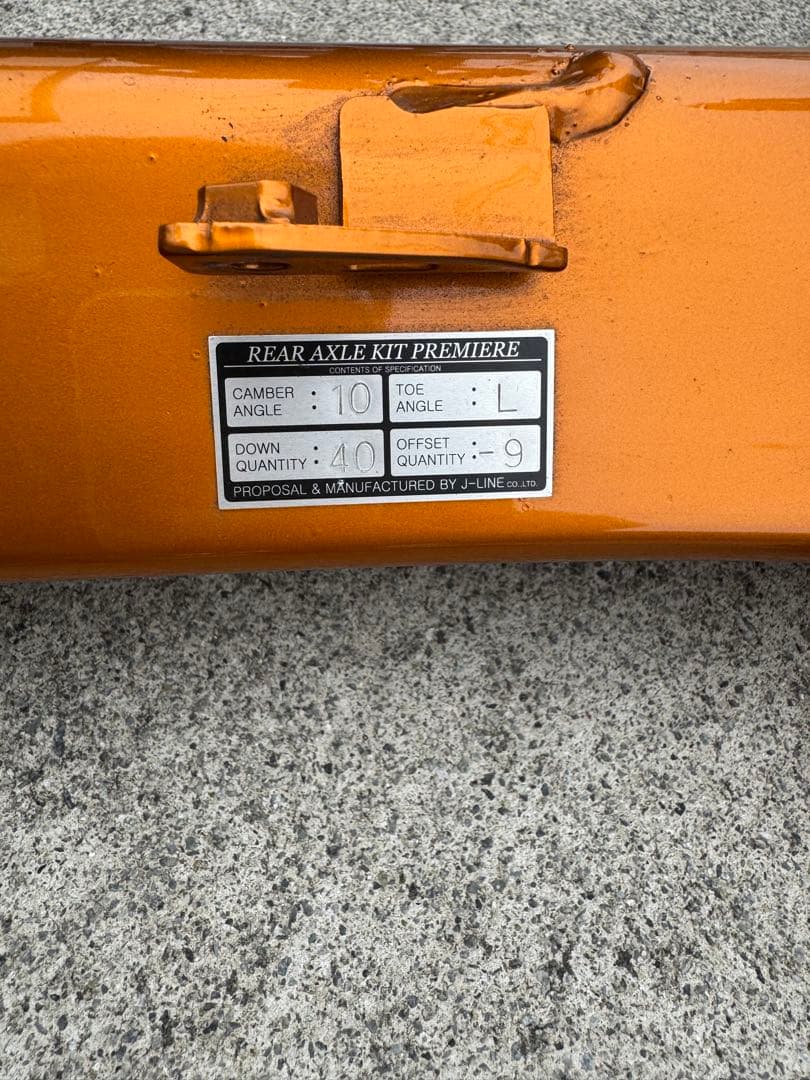 REAR AXLE KIT PREMIERE
CONTENTS OF SPECIFICATION
CAMBER ANGLE : 10
TOE ANGLE : L
DOWN QUANTITY : 40
OFFSET QUANTITY : -9
PROPOSAL & MANUFACTURED BY J-LINE CO.,LTD.